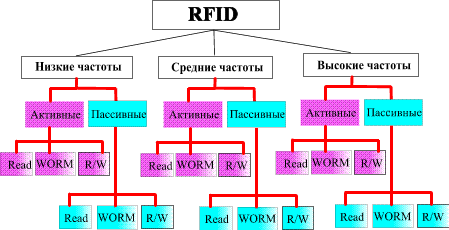 RFID
Низкие частоты Средние частоты Высокие частоты
Активные Пассивные Активные Пассивные Активные Пассивные
Read WORM R/W Read WORM R/W Read WORM R/W
Read WORM R/W Read WORM R/W Read WORM R/W